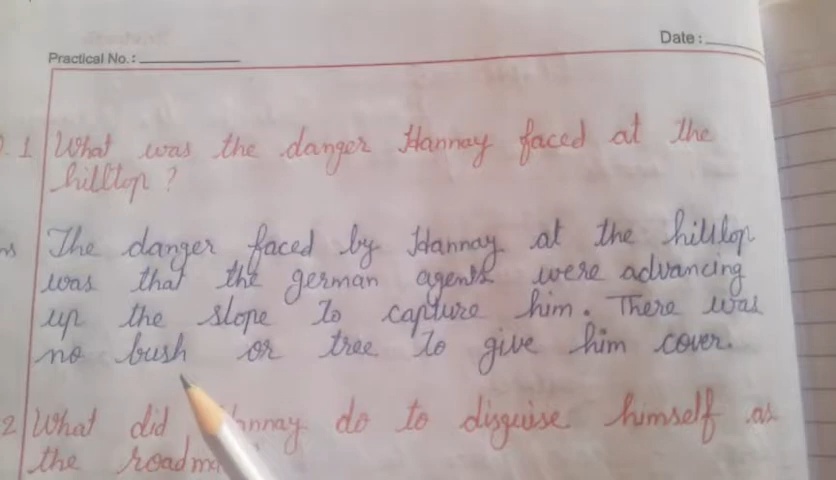 Date :
Practical No. :
1 What was the danger Hannay faced at the
hilltop ?
The danger faced by Hannay at the hilltop
was that the german agents were advancing
up the slope to capture him. There was
no bush or tree to give him cover.
2 What did do to disguise himself as
the